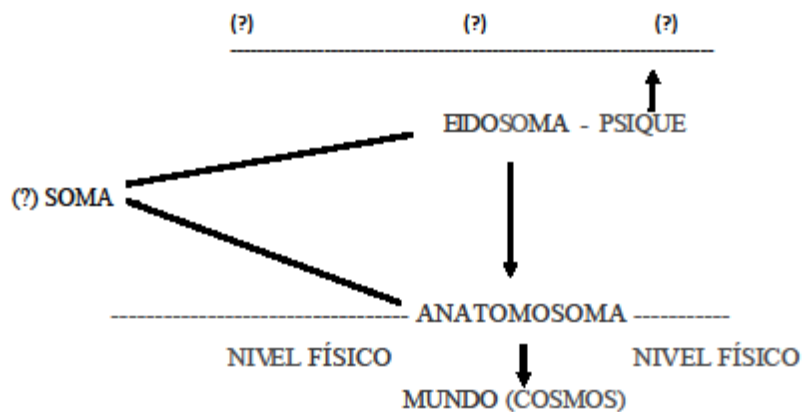 (?) (?) (?)
EIDOSOMA - PSIQUE
(?) SOMA
ANATOMOSOMA
NIVEL FÍSICO NIVEL FÍSICO
MUNDO (COSMOS)